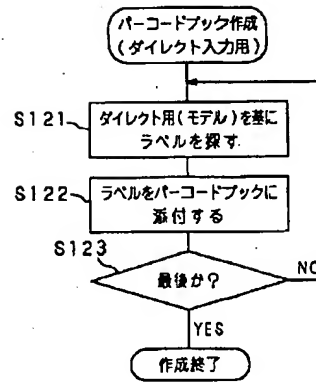 バーコードブック作成
(ダイレクト入力用)
S121
ダイレクト用(モデル)を基に
ラベルを探す
S122
ラベルをバーコードブックに
添付する
S123
最後か?
NO
YES
作成終了